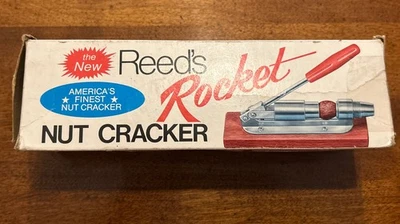 the
New
Reed's
Rocket
AMERICA'S
★ FINEST ★
NUT CRACKER
NUT CRACKER